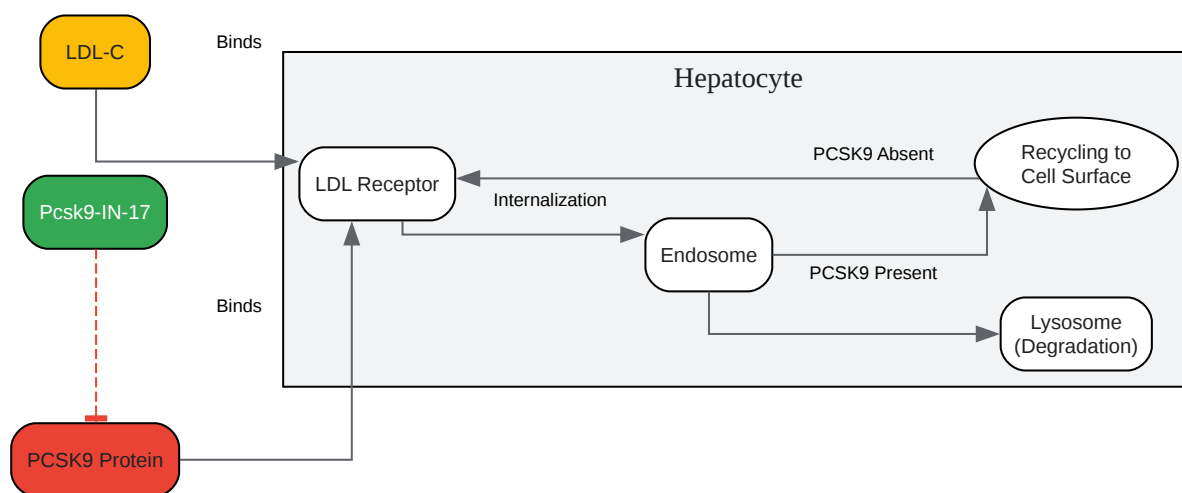 LDL-C
Binds
Hepatocyte
PCSK9 Absent
Recycling to
Cell Surface
LDL Receptor
Internalization
Pcsk9-IN-17
Endosome
PCSK9 Present
Binds
Lysosome
(Degradation)
PCSK9 Protein